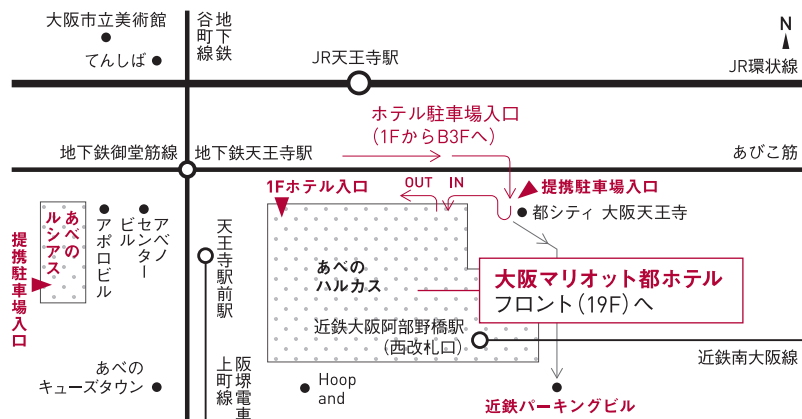 大阪市立美術館
てんしば
地下鉄
谷町線
JR天王寺駅
N
JR環状線
ホテル駐車場入口
(1FからB3Fへ)
地下鉄御堂筋線
地下鉄天王寺駅
あびこ筋
1Fホテル入口
OUT
IN
提携駐車場入口
都シティ 大阪天王寺
あべの
ルシアス
提携駐車場入口
アポロビル
アベノ
センター
ビル
天王寺駅前駅
あべの
ハルカス
大阪マリオット都ホテル
フロント(19F)へ
近鉄大阪阿部野橋駅
(西改札口)
近鉄南大阪線
あべの
キューズタウン
阪堺電車
上町線
Hoop
and
近鉄パーキングビル